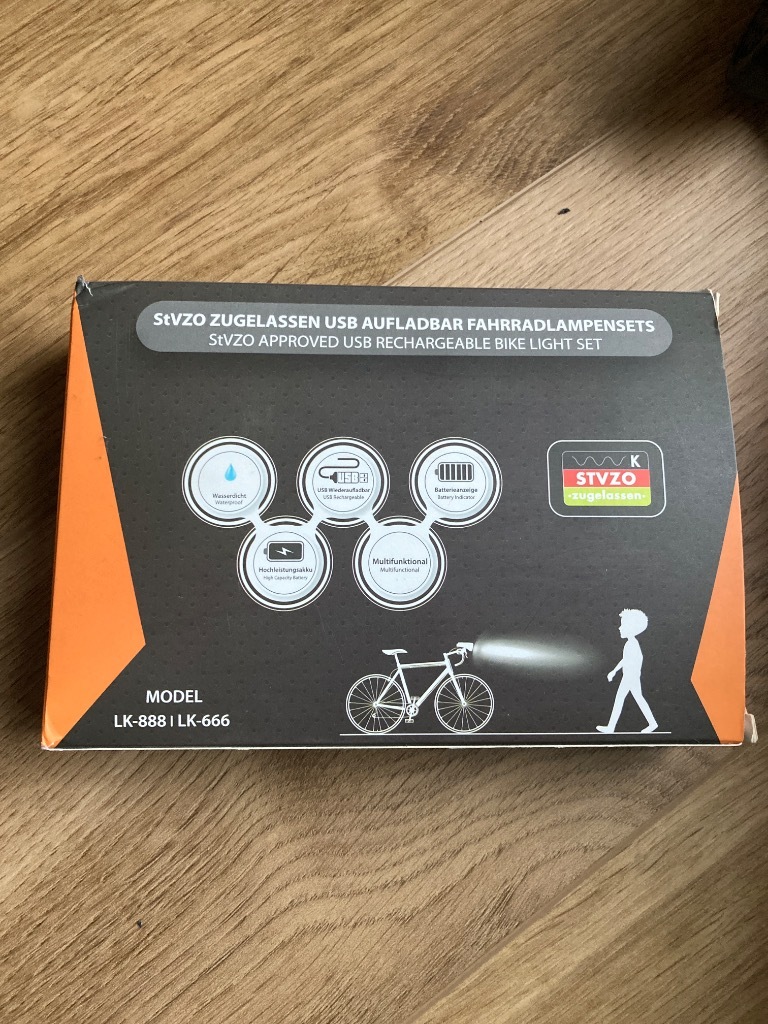 StVZO ZUGELASSEN USB AUFLADBAR FAHRRADLAMPENSETS
StVZO APPROVED USB RECHARGEABLE BIKE LIGHT SET
Wasserdicht
Waterproof
USB
USB Wiederaufladbar
USB Rechargeable
Batterieanzeige
Battery Indicator
K
STVZO
·zugelassen·
Hochleistungsakku
High Capacity Battery
Multifunktional
Multifunctional
MODEL
LK-888 | LK-666